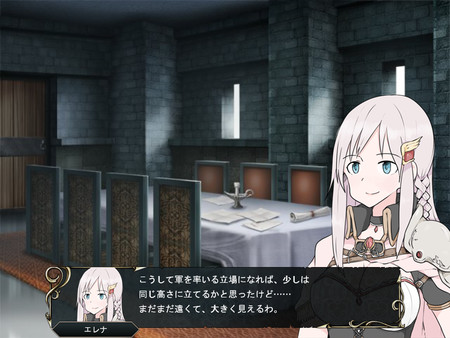 こうして軍を率いる立場になれば、少しは
同じ高さに立てるかと思ったけど……
まだまだ遠くて、大きく見えるわ。
エレナ